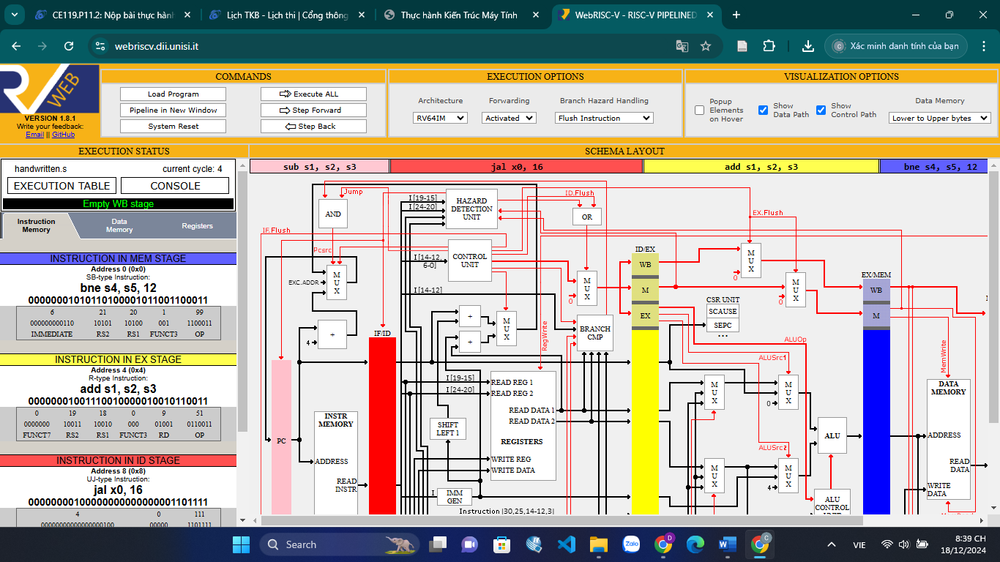 CE119.P11.2: Nộp bài thực hành
Lịch TKB - Lịch thi | Cổng thông
Thực hành Kiến Trúc Máy Tính
WebRISC-V - RISC-V PIPELINED
webriscv.dii.unisi.it
Xác minh danh tính của bạn
RV WEB
VERSION 1.8.1
Write your feedback:
Email || GitHub
COMMANDS
Load Program
Execute ALL
Pipeline in New Window
Step Forward
System Reset
Step Back
EXECUTION OPTIONS
Architecture
Forwarding
Branch Hazard Handling
RV64IM
Activated
Flush Instruction
VISUALIZATION OPTIONS
Popup
Elements
on Hover
Show
Data Path
Show
Control Path
Data Memory
Lower to Upper bytes
EXECUTION STATUS
SCHEMA LAYOUT
handwritten.s
current cycle: 4
EXECUTION TABLE
CONSOLE
Empty WB stage
Instruction
Memory
Data
Memory
Registers
INSTRUCTION IN MEM STAGE
Address 0 (0x0)
SB-type Instruction:
bne s4, s5, 12
00000001010110100001011001100011
6 21 20 1 99
000000000110 10101 10100 001 1100011
IMMEDIATE RS2 RS1 FUNCT3 OP
INSTRUCTION IN EX STAGE
Address 4 (0x4)
R-type Instruction:
add s1, s2, s3
00000001001110010000010010110011
0 19 18 0 9 51
0000000 10011 10010 000 01001 0110011
FUNCT7 RS2 RS1 FUNCT3 RD OP
INSTRUCTION IN ID STAGE
Address 8 (0x8)
UJ-type Instruction:
jal x0, 16
00000001000000000000000001101111
4 0 111
00000000000000000100 00000 1101111
sub s1, s2, s3
jal x0, 16
add s1, s2, s3
bne s4, s5, 12
Jump
I [19-15]
I [24-20]
HAZARD
DETECTION
UNIT
ID.Flush
OR
EX.Flush
AND
IF.Flush
Pcsrc
I [14-12,
6-0]
CONTROL
UNIT
MUX
EXC.ADDR
MUX
0
I [14-12]
ID/EX
WB
M
EX
MUX
0
MUX
0
EX/MEM
WB
M
CSR UNIT
SCAUSE
SEPC
...
+
+
MUX
RegWrite
BRANCH
CMP
4
+
IF/ID
ALUOp
ALUSrc1
MemWrite
I [19-15]
I [24-20]
READ REG 1
READ REG 2
READ DATA 1
READ DATA 2
REGISTERS
WRITE REG
WRITE DATA
MUX
MUX
0
DATA
MEMORY
ADDRESS
READ
DATA
WRITE
DATA
INSTR
MEMORY
ADDRESS
READ
INSTR
PC
SHIFT
LEFT 1
ALU
ALUSrc2
MUX
MUX
4
I
IMM
GEN
Instruction [30,25,14-12,3]
ALU
CONTROL
Search
VIE
8:39 CH
18/12/2024